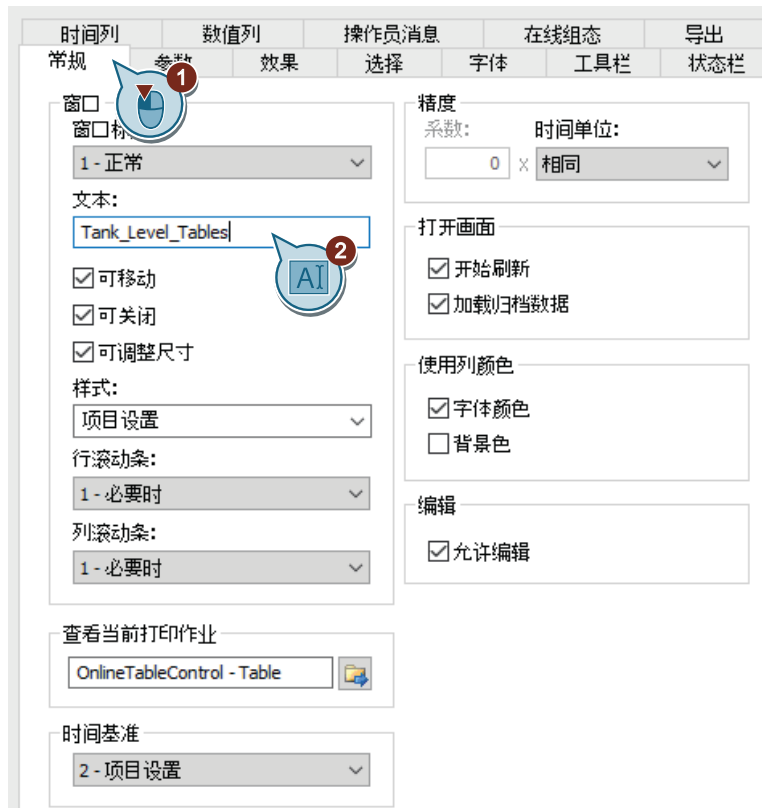 时间列 数值列 操作员消息 在线组态 导出
常规 参数 效果 选择 字体 工具栏 状态栏
1
窗口
窗口标
1 - 正常
文本:
Tank_Level_Tables
2
AI
可移动
可关闭
可调整尺寸
样式:
项目设置
行滚动条:
1 - 必要时
列滚动条:
1 - 必要时
查看当前打印作业
OnlineTableControl - Table
时间基准
2 - 项目设置
精度
系数: 时间单位:
0 x 相同
打开画面
开始刷新
加载归档数据
使用列颜色
字体颜色
背景色
编辑
允许编辑